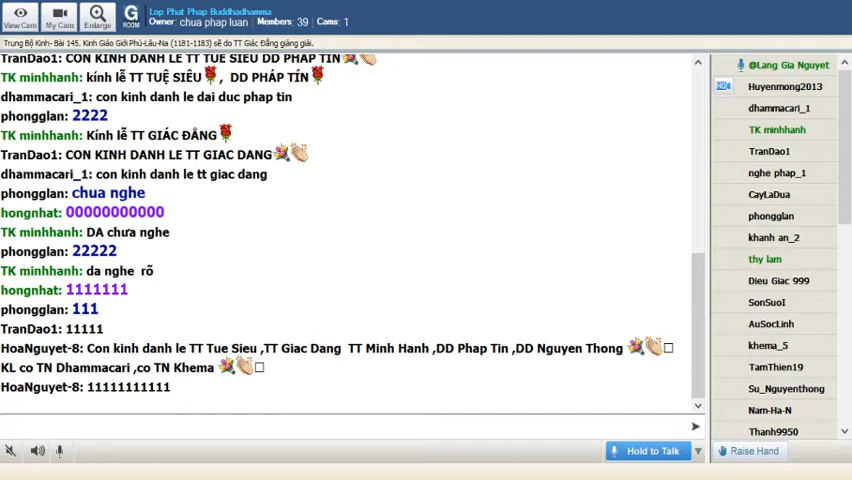 View Cam
My Cam
Enlarge
G
ROOM
Lop Phat Phap Buddhadhamma
Owner: chua phap luan Members: 39 Cams: 1
Trung Bộ Kinh- Bài 145. Kinh Giáo Giới Phú-Lâu-Na (1181-1183) sẽ do TT Giác Đẳng giảng giải.
TranDao1: CON KINH DANH LE TT TUE SIEU DD PHAP TIN
TK minhhanh: kính lễ TT TUỆ SIÊU , DD PHÁP TÍN
dhammacari_1: con kinh danh le dai duc phap tin
phongglan: 2222
TK minhhanh: Kính lễ TT GIÁC ĐẲNG
TranDao1: CON KINH DANH LE TT GIAC DANG
dhammacari_1: con kinh danh le tt giac dang
phongglan: chua nghe
hongnhat: 00000000000
TK minhhanh: DA chưa nghe
phongglan: 22222
TK minhhanh: da nghe rõ
hongnhat: 1111111
phongglan: 111
TranDao1: 11111
HoaNguyet-8: Con kinh danh le TT Tue Sieu ,TT Giac Dang TT Minh Hanh ,DD Phap Tin ,DD Nguyen Thong
KL co TN Dhammacari ,co TN Khema
HoaNguyet-8: 11111111111
@Lang Gia Nguyet
HD
Huyenmong2013
dhammacari_1
TK minhhanh
TranDao1
nghe phap_1
CayLaDua
phongglan
khanh an_2
thy lam
Dieu Giac 999
SonSuoI
AuSocLinh
khema_5
TamThien19
Su_Nguyenthong
Nam-Ha-N
Thanh9950
Hold to Talk
Raise Hand